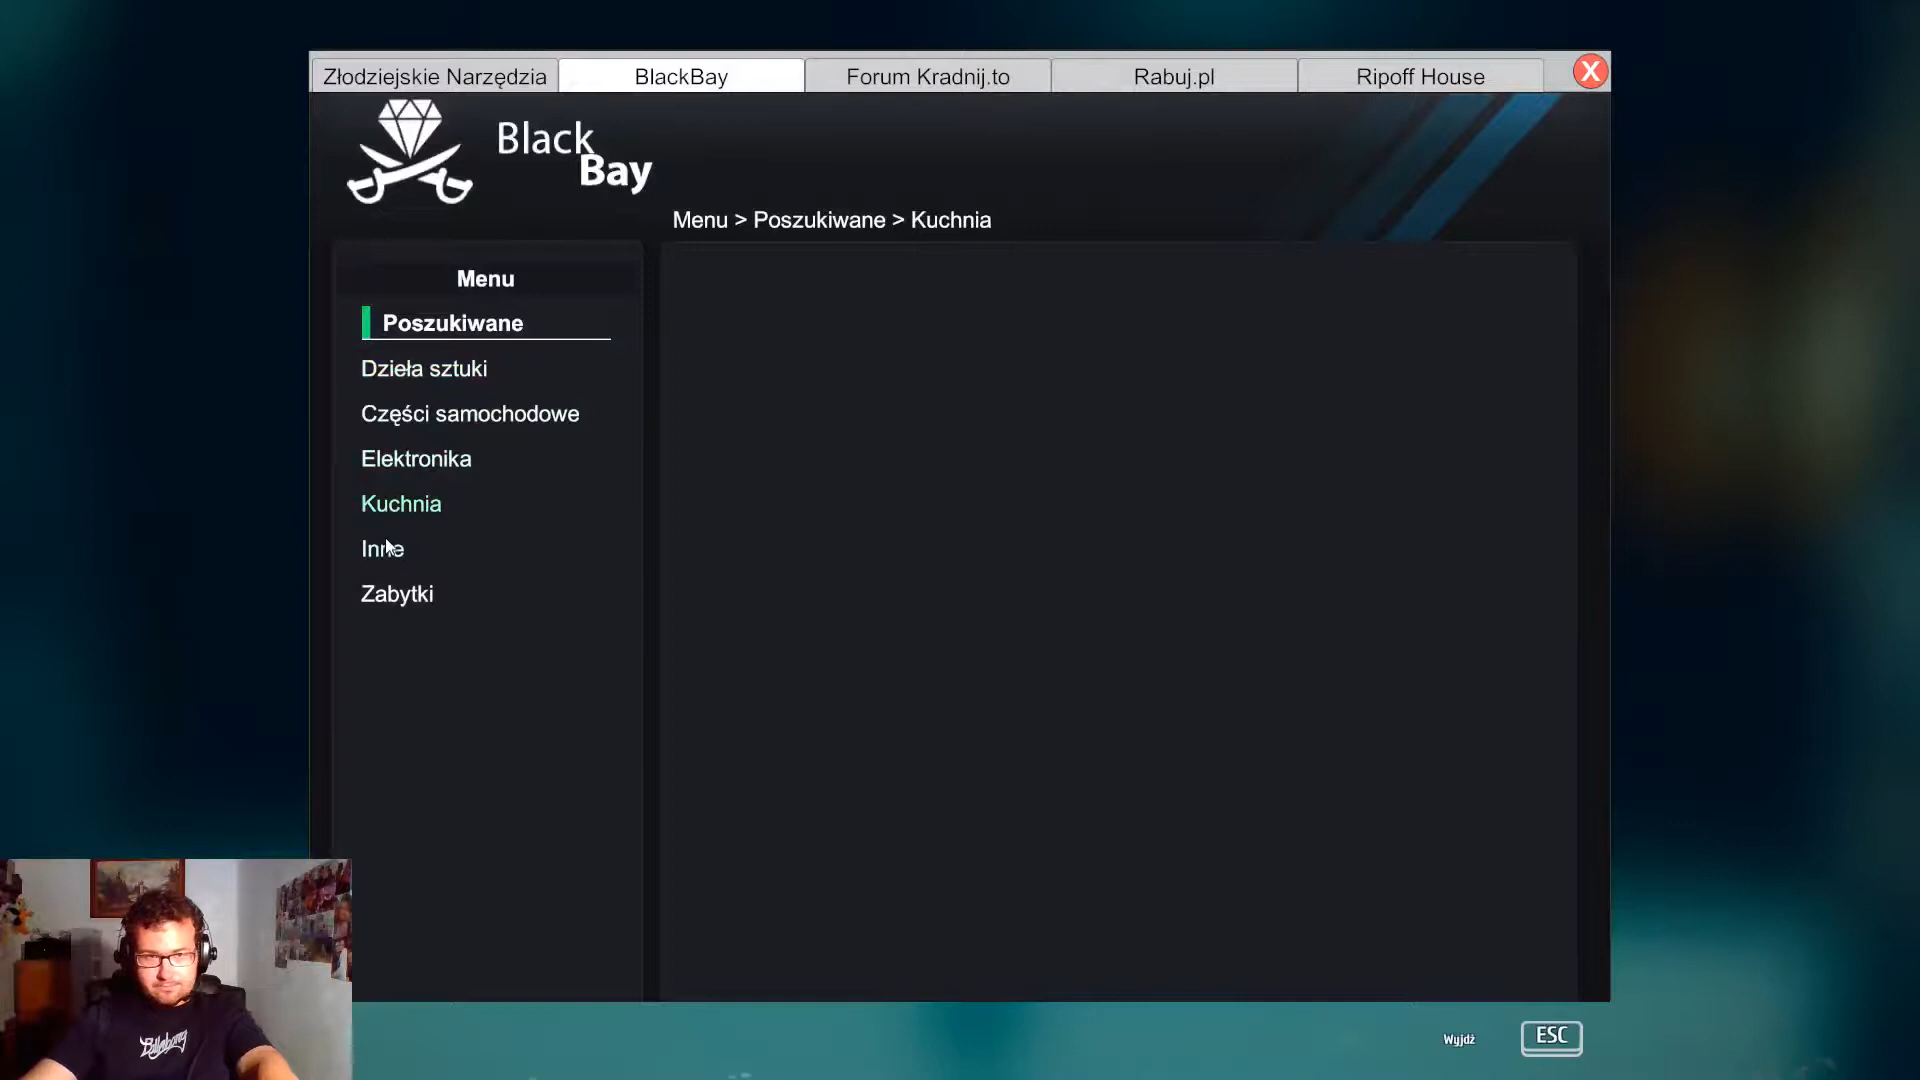 Złodziejskie Narzędzia
BlackBay
Forum Kradnij.to
Rabuj.pl
Ripoff House
X
Black
Bay
Menu > Poszukiwane > Kuchnia
Menu
Poszukiwane
Dzieła sztuki
Części samochodowe
Elektronika
Kuchnia
Inne
Zabytki
Billabong
Wyjdź
ESC